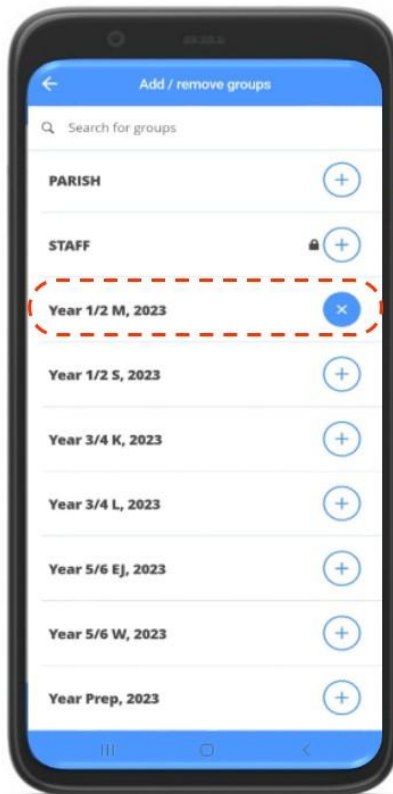 Add / remove groups
Search for groups
PARISH
STAFF
Year 1/2 M, 2023
Year 1/2 S, 2023
Year 3/4 K, 2023
Year 3/4 L, 2023
Year 5/6 EJ, 2023
Year 5/6 W, 2023
Year Prep, 2023